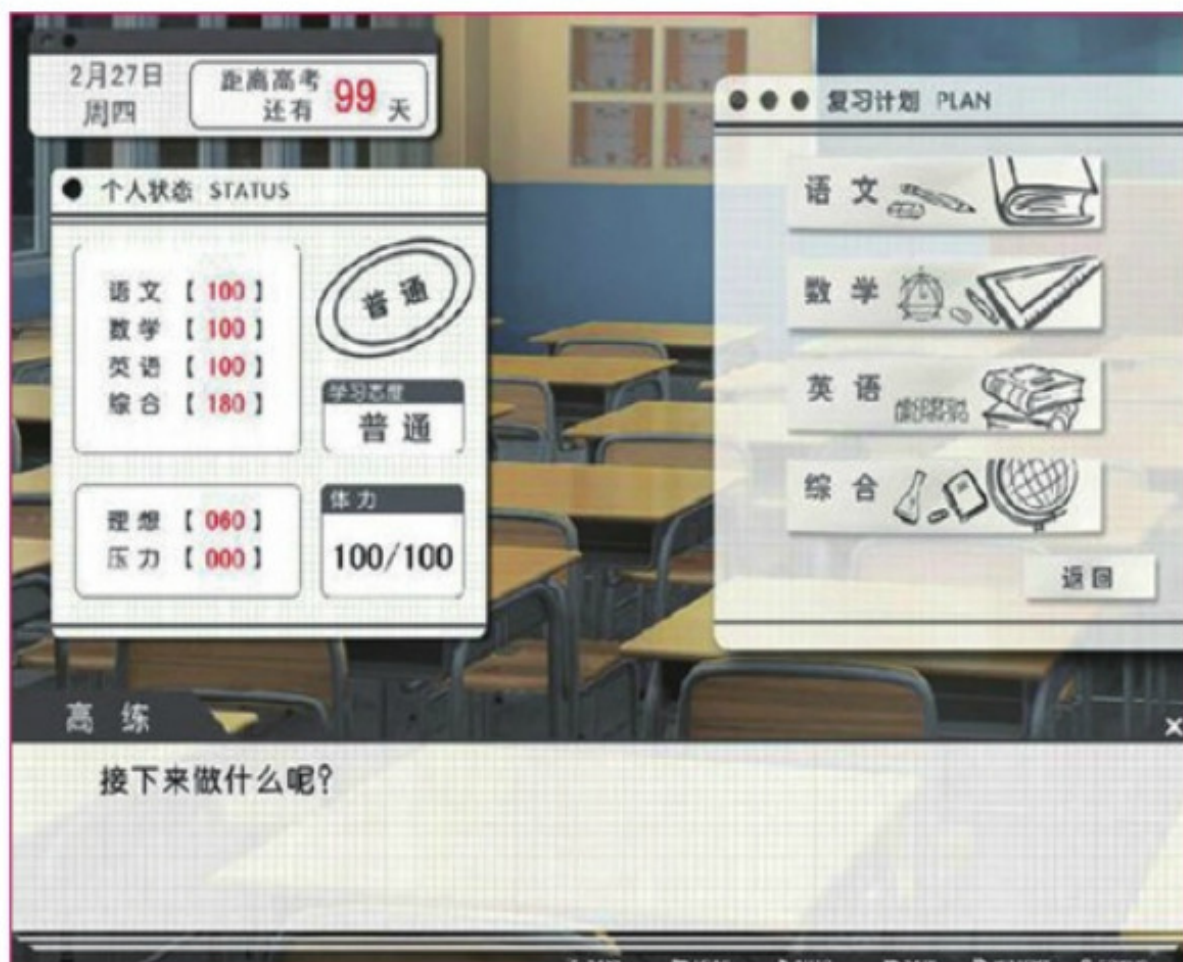 2月27日
周四
距离高考
还有 99 天
个人状态 STATUS
语文【100】
数学【100】
英语【100】
综合【180】
普通
学习态度
普通
理想【060】
压力【000】
体力
100/100
复习计划 PLAN
语文
数学
英语
综合
返回
高练
接下来做什么呢？